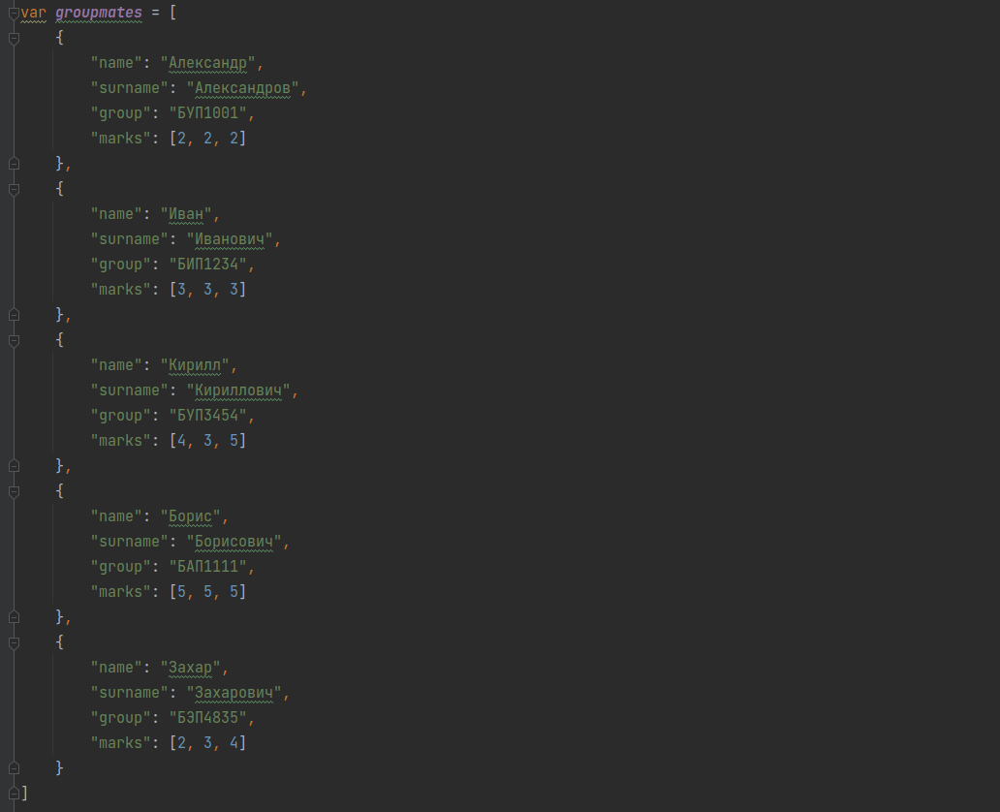 var groupmates = [
    {
        "name": "Александр",
        "surname": "Александров",
        "group": "БУП1001",
        "marks": [2, 2, 2]
    },
    {
        "name": "Иван",
        "surname": "Иванович",
        "group": "БИП1234",
        "marks": [3, 3, 3]
    },
    {
        "name": "Кирилл",
        "surname": "Кириллович",
        "group": "БУП3454",
        "marks": [4, 3, 5]
    },
    {
        "name": "Борис",
        "surname": "Борисович",
        "group": "БАП1111",
        "marks": [5, 5, 5]
    },
    {
        "name": "Захар",
        "surname": "Захарович",
        "group": "БЭП4835",
        "marks": [2, 3, 4]
    }
]